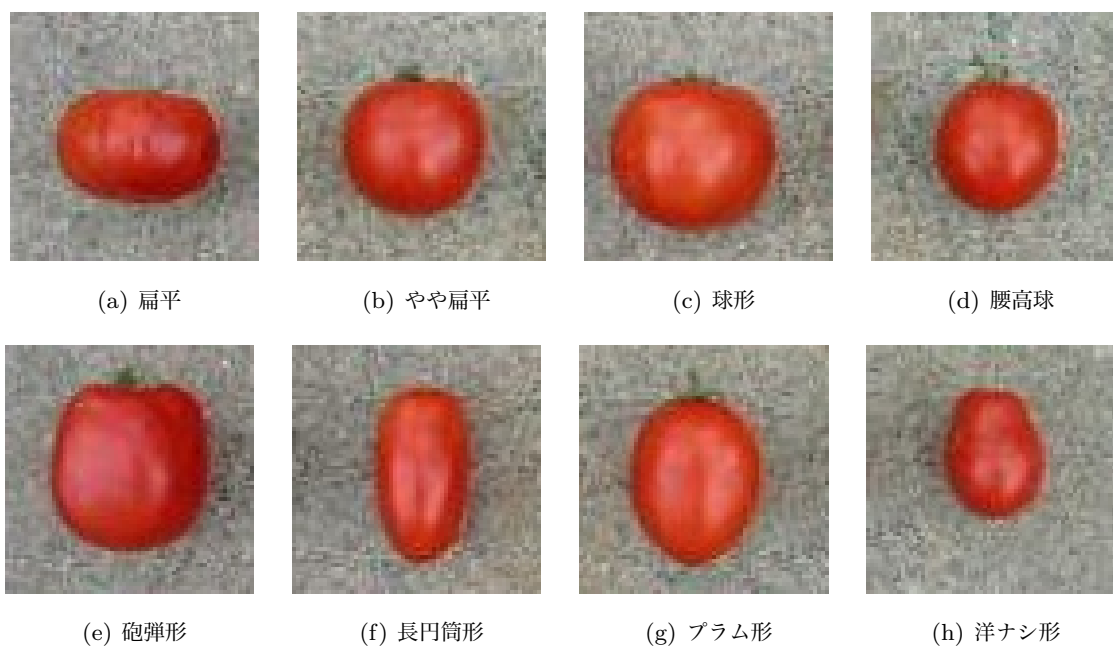 (a) 扁平
(b) やや扁平
(c) 球形
(d) 腰高球
(e) 砲弾形
(f) 長円筒形
(g) プラム形
(h) 洋ナシ形